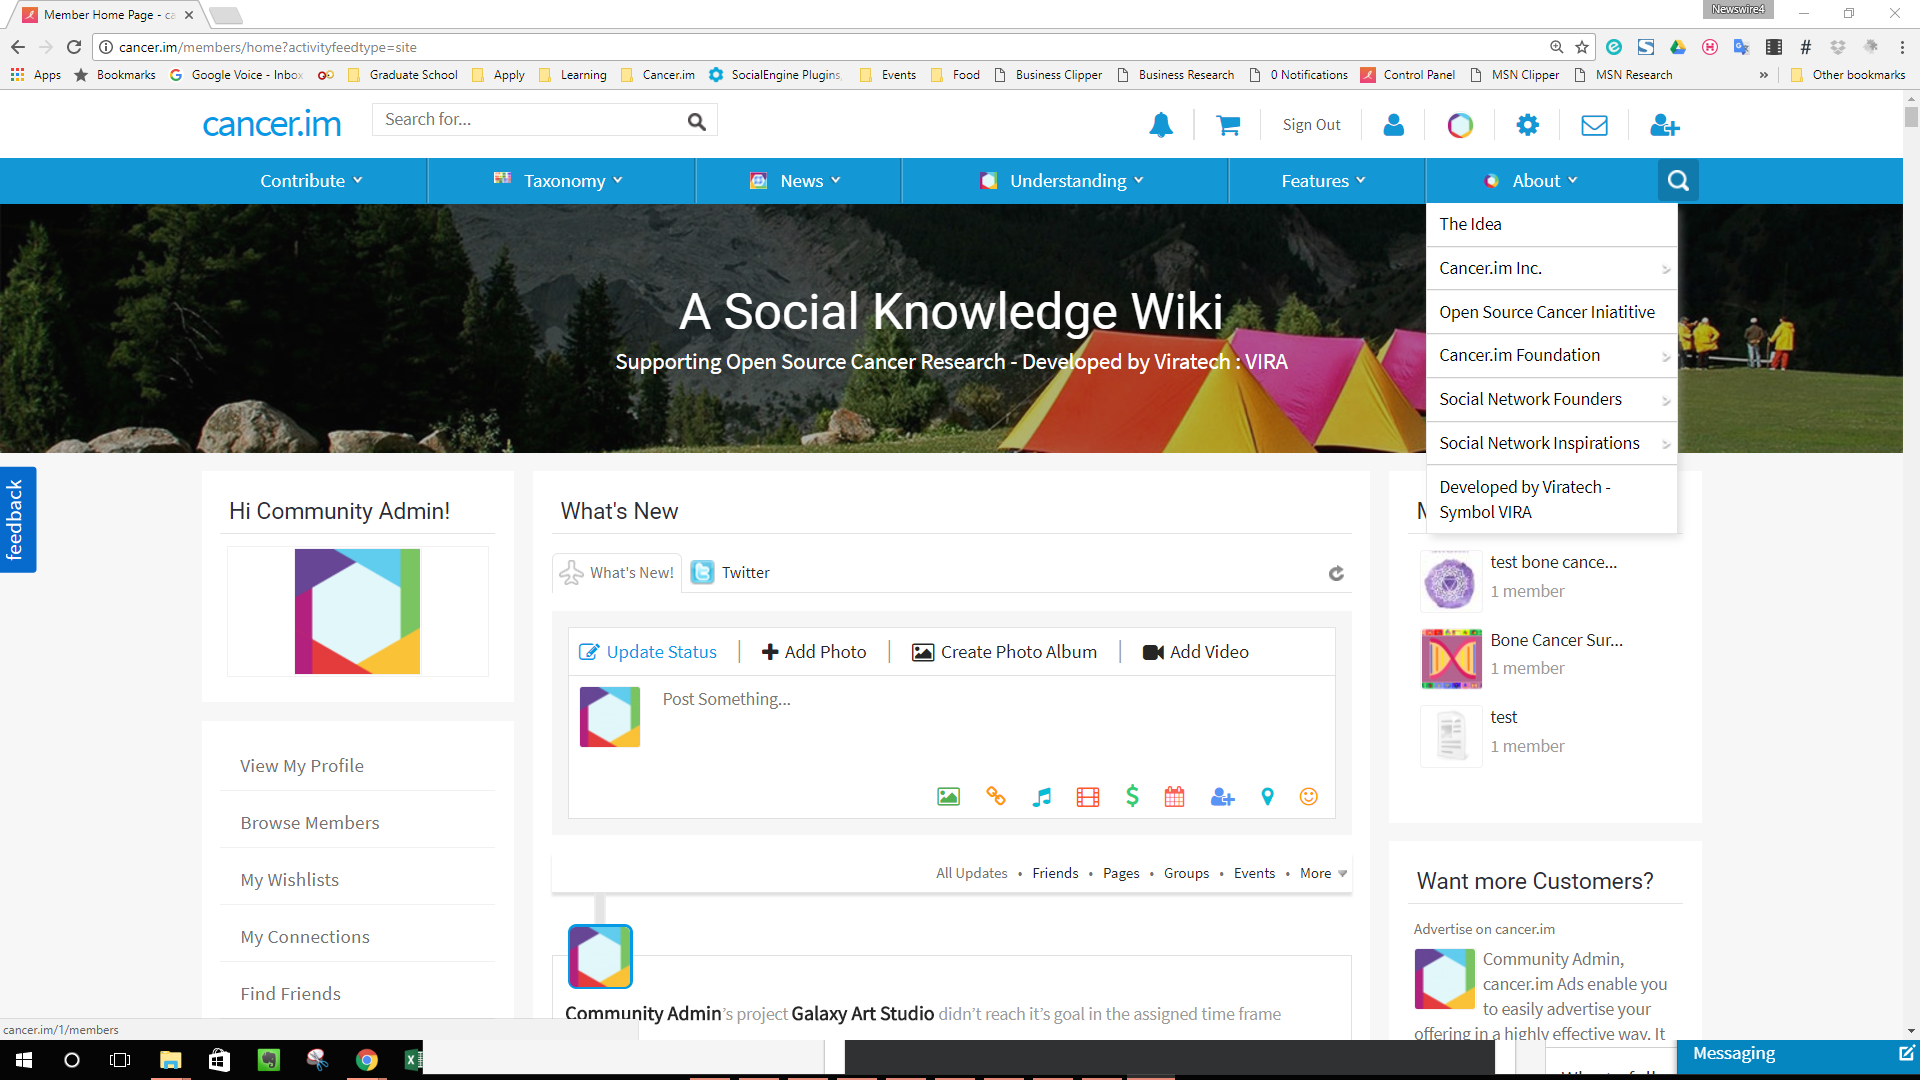 Member Home Page - ca
Newswire4
cancer.im/members/home?activityfeedtype=site
Apps
Bookmarks
Google Voice - Inbox
Graduate School
Apply
Learning
Cancer.im
SocialEngine Plugins,
Events
Food
Business Clipper
Business Research
0 Notifications
Control Panel
MSN Clipper
MSN Research
»
Other bookmarks
cancer.im
Search for...
Sign Out
Contribute
Taxonomy
News
Understanding
Features
About
The Idea
Cancer.im Inc.
Open Source Cancer Iniatitive
Cancer.im Foundation
Social Network Founders
Social Network Inspirations
Developed by Viratech -
Symbol VIRA
A Social Knowledge Wiki
Supporting Open Source Cancer Research - Developed by Viratech : VIRA
feedback
Hi Community Admin!
View My Profile
Browse Members
My Wishlists
My Connections
Find Friends
What's New
What's New!
Twitter
Update Status
Add Photo
Create Photo Album
Add Video
Post Something...
All Updates • Friends • Pages • Groups • Events • More
Community Admin's project Galaxy Art Studio didn't reach it's goal in the assigned time frame
test bone cance...
1 member
Bone Cancer Sur...
1 member
test
1 member
Want more Customers?
Advertise on cancer.im
Community Admin,
cancer.im Ads enable you
to easily advertise your
offering in a highly effective way. It
cancer.im/1/members
Messaging